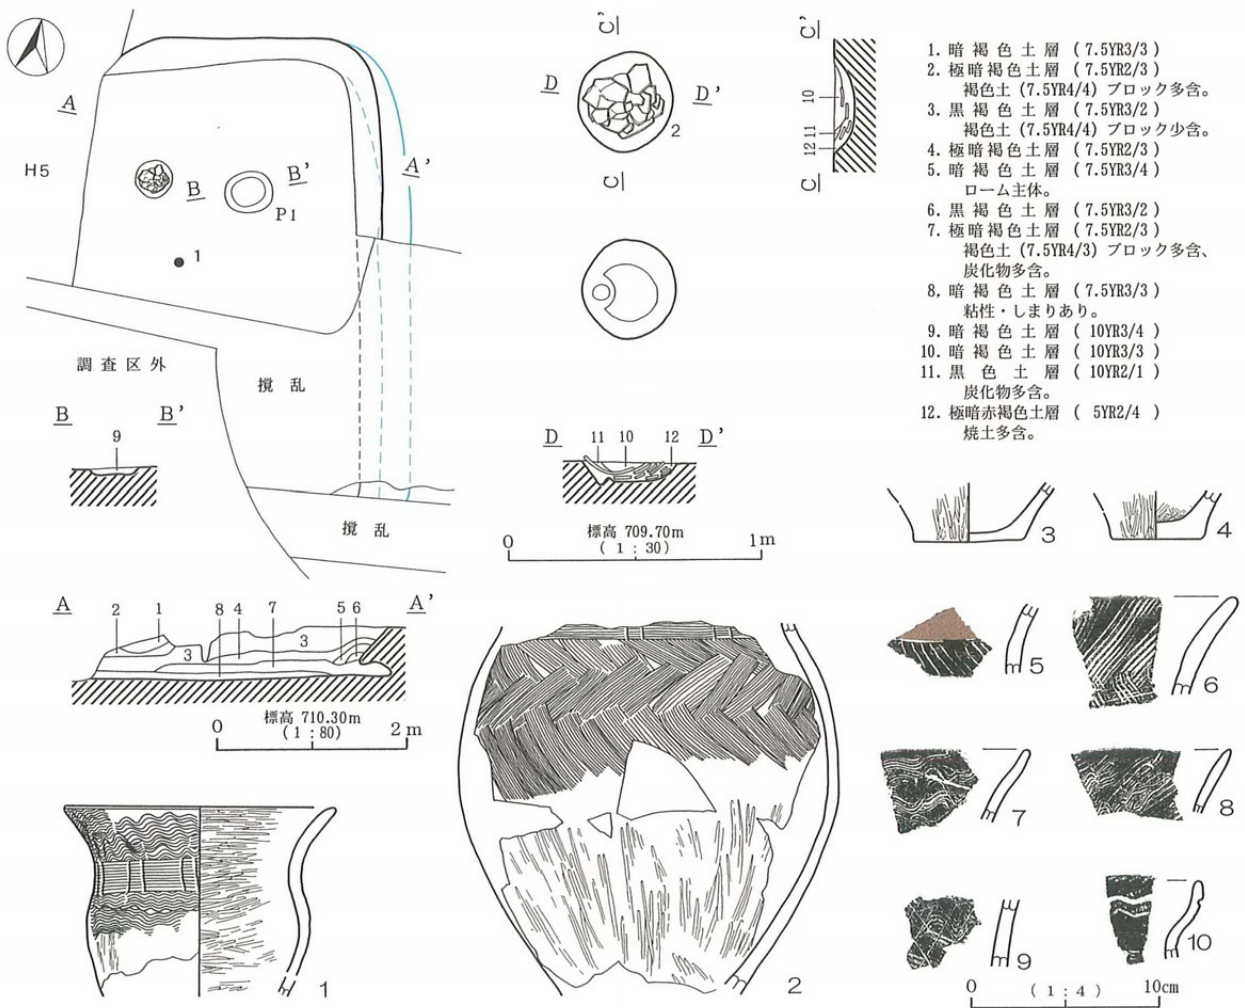 A
A'
H5
B
B'
P1
1
調査区外
攪乱
攪乱
B
B'
9
C'
D
D'
2
C
C'
10
11
12
C
D
11
10
12
D'
標高 709.70m
0
(1:30)
1m
1. 暗褐色土層 (7.5YR3/3)
2. 極暗褐色土層 (7.5YR2/3)
褐色土 (7.5YR4/4) ブロック多含。
3. 黒褐色土層 (7.5YR3/2)
褐色土 (7.5YR4/4) ブロック少含。
4. 極暗褐色土層 (7.5YR2/3)
5. 暗褐色土層 (7.5YR3/4)
ローム主体。
6. 黒褐色土層 (7.5YR3/2)
7. 極暗褐色土層 (7.5YR2/3)
褐色土 (7.5YR4/3) ブロック多含、
炭化物多含。
8. 暗褐色土層 (7.5YR3/3)
粘性・しまりあり。
9. 暗褐色土層 (10YR3/4)
10. 暗褐色土層 (10YR3/3)
11. 黒色土層 (10YR2/1)
炭化物多含。
12. 極暗赤褐色土層 (5YR2/4)
焼土多含。
A
2
1
8
4
7
5
6
A'
3
3
標高 710.30m
0
(1:80)
2m
1
2
3
4
5
6
7
8
9
10
0
(1:4)
10cm